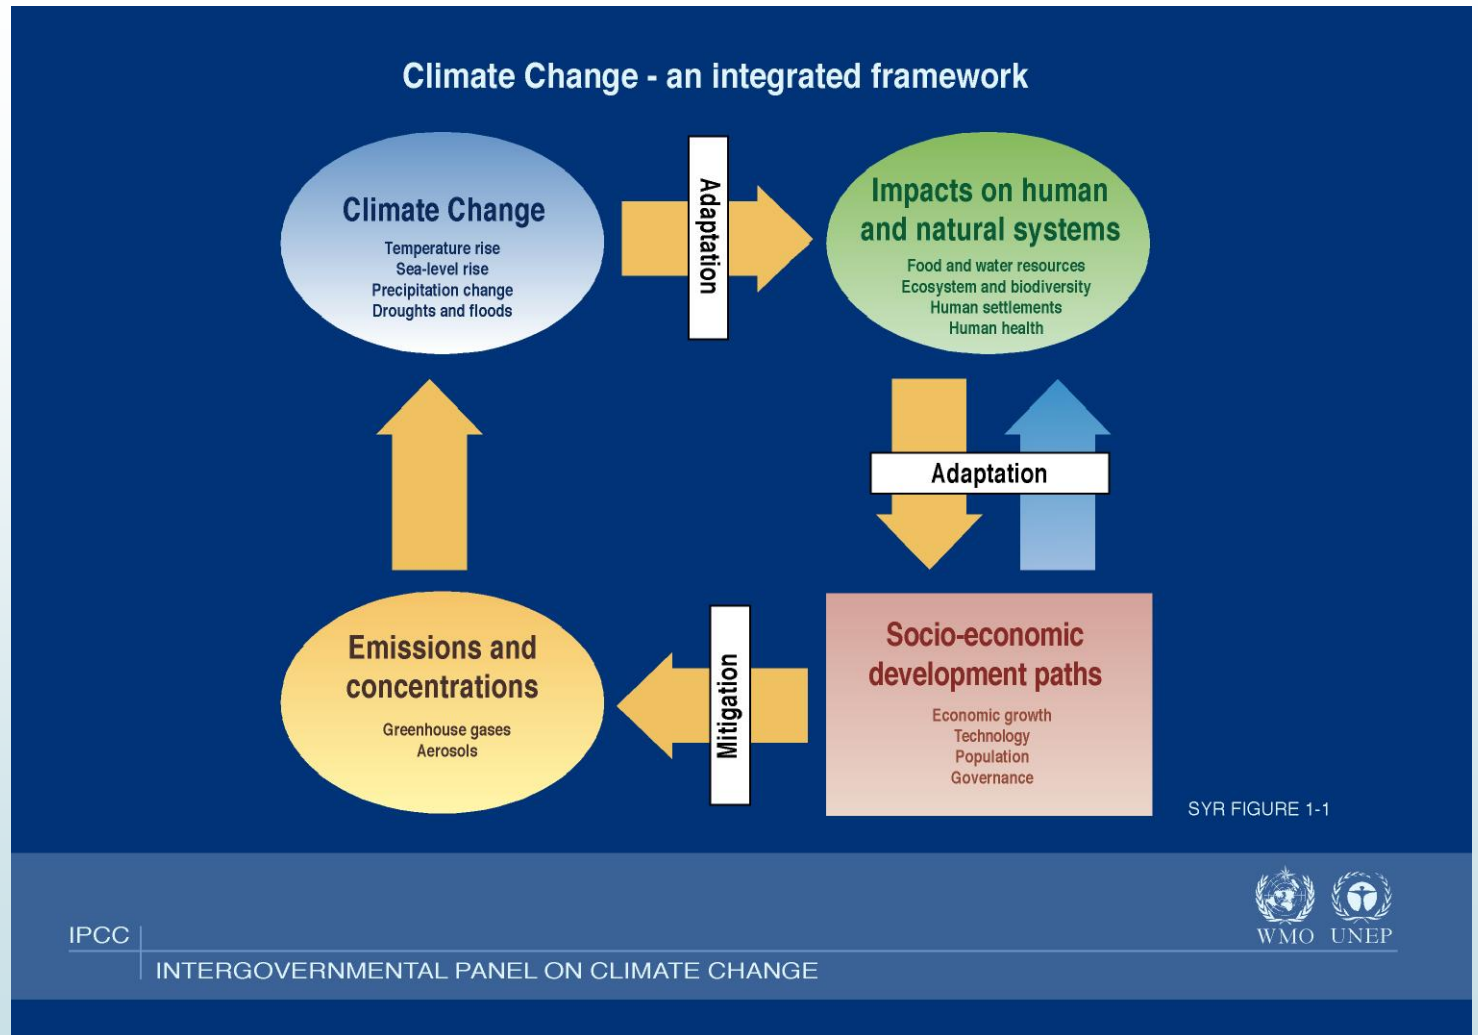 Climate Change - an integrated framework
Climate Change
Temperature rise
Sea-level rise
Precipitation change
Droughts and floods
Adaptation
Impacts on human
and natural systems
Food and water resources
Ecosystem and biodiversity
Human settlements
Human health
Adaptation
Emissions and
concentrations
Greenhouse gases
Aerosols
Mitigation
Socio-economic
development paths
Economic growth
Technology
Population
Governance
SYR FIGURE 1-1
WMO UNEP
IPCC
INTERGOVERNMENTAL PANEL ON CLIMATE CHANGE